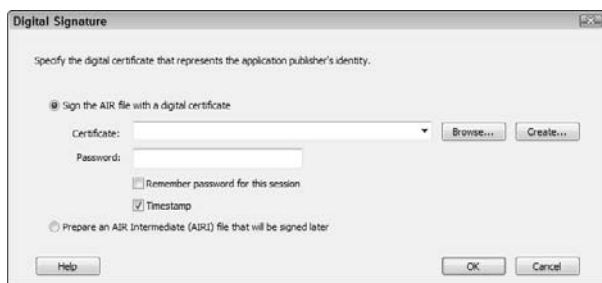 Digital Signature
Specify the digital certificate that represents the application publisher's identity.
Sign the AIR file with a digital certificate
Certificate: Browse... Create...
Password:
Remember password for this session
Timestamp
Prepare an AIR Intermediate (AIRI) file that will be signed later
Help OK Cancel